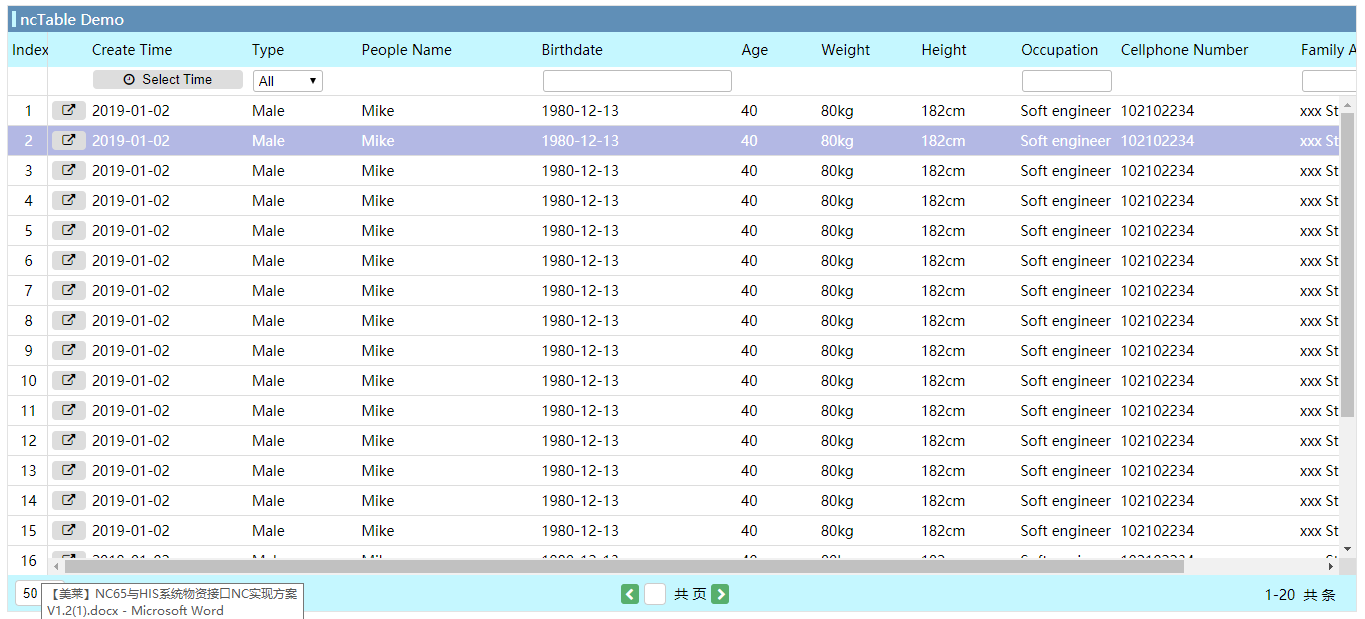 ncTable Demo
Index Create Time Type People Name Birthdate Age Weight Height Occupation Cellphone Number Family A
Select Time All
1 2019-01-02 Male Mike 1980-12-13 40 80kg 182cm Soft engineer 102102234 xxx St
2 2019-01-02 Male Mike 1980-12-13 40 80kg 182cm Soft engineer 102102234 xxx St
3 2019-01-02 Male Mike 1980-12-13 40 80kg 182cm Soft engineer 102102234 xxx St
4 2019-01-02 Male Mike 1980-12-13 40 80kg 182cm Soft engineer 102102234 xxx St
5 2019-01-02 Male Mike 1980-12-13 40 80kg 182cm Soft engineer 102102234 xxx St
6 2019-01-02 Male Mike 1980-12-13 40 80kg 182cm Soft engineer 102102234 xxx St
7 2019-01-02 Male Mike 1980-12-13 40 80kg 182cm Soft engineer 102102234 xxx St
8 2019-01-02 Male Mike 1980-12-13 40 80kg 182cm Soft engineer 102102234 xxx St
9 2019-01-02 Male Mike 1980-12-13 40 80kg 182cm Soft engineer 102102234 xxx St
10 2019-01-02 Male Mike 1980-12-13 40 80kg 182cm Soft engineer 102102234 xxx St
11 2019-01-02 Male Mike 1980-12-13 40 80kg 182cm Soft engineer 102102234 xxx St
12 2019-01-02 Male Mike 1980-12-13 40 80kg 182cm Soft engineer 102102234 xxx St
13 2019-01-02 Male Mike 1980-12-13 40 80kg 182cm Soft engineer 102102234 xxx St
14 2019-01-02 Male Mike 1980-12-13 40 80kg 182cm Soft engineer 102102234 xxx St
15 2019-01-02 Male Mike 1980-12-13 40 80kg 182cm Soft engineer 102102234 xxx St
16
50 共 页 1-20 共 条
【美莱】NC65与HIS系统物资接口NC实现方案
V1.2(1).docx - Microsoft Word